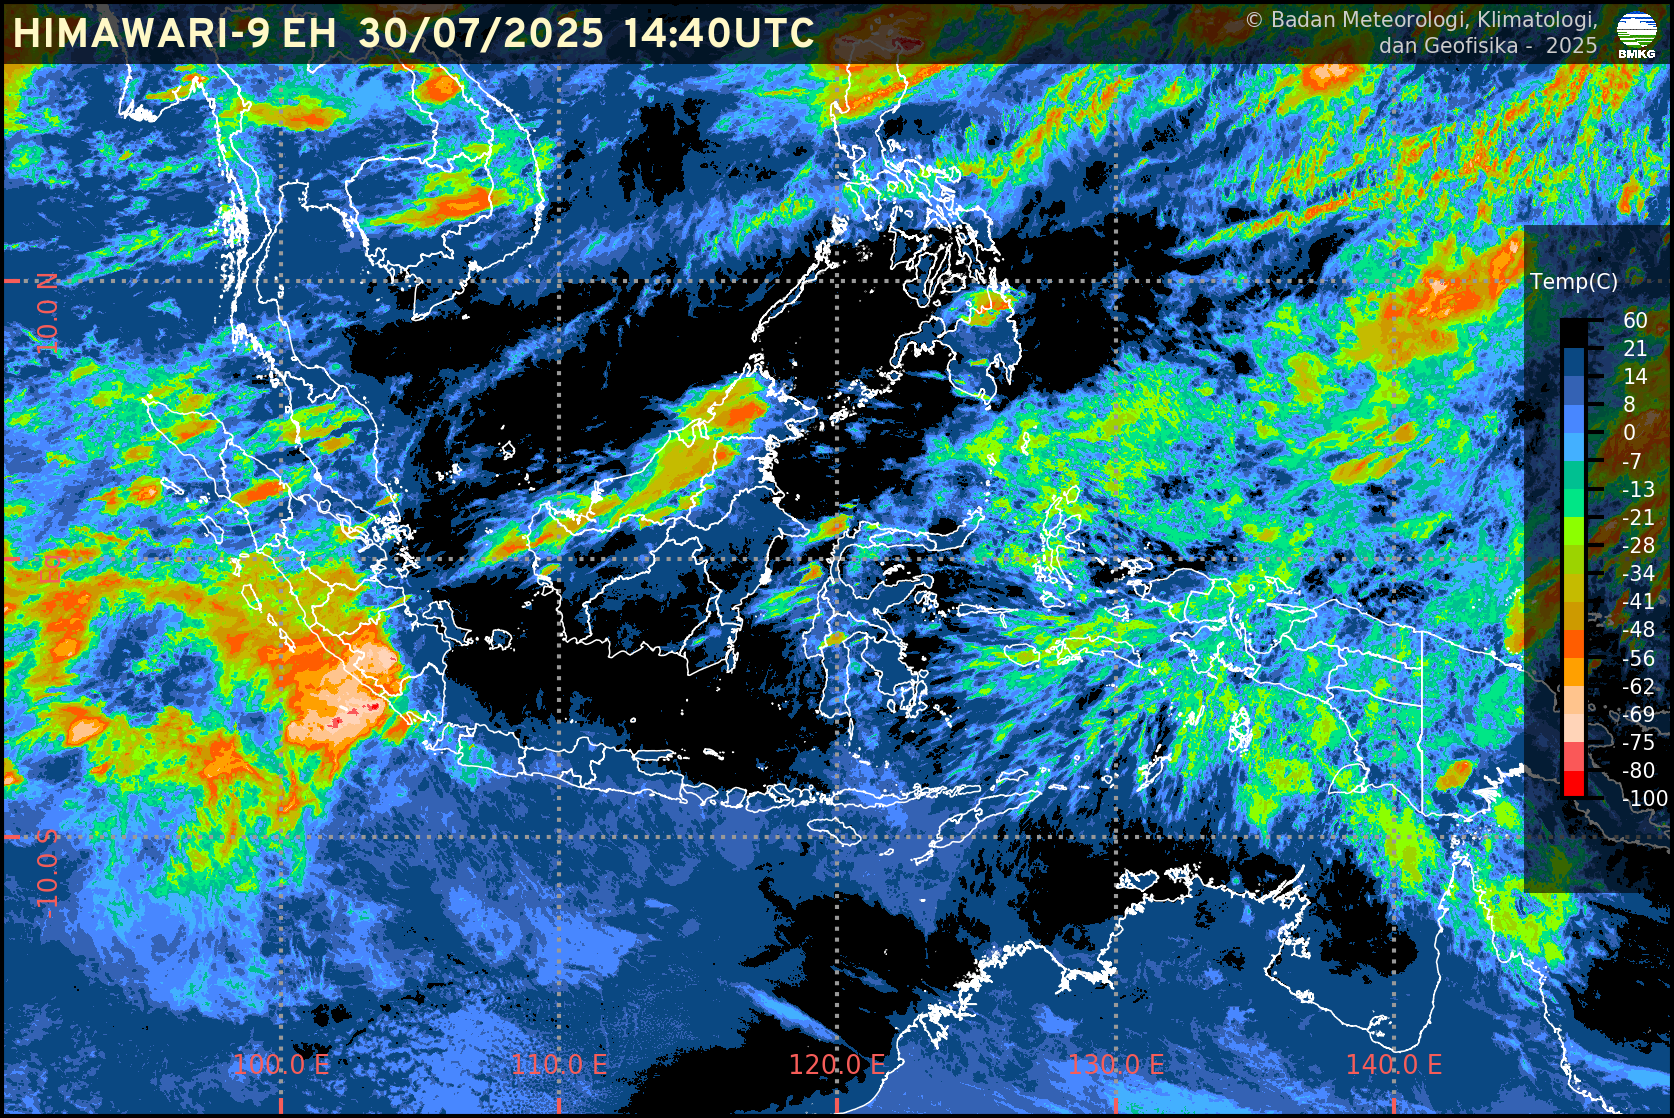 HIMAWARI-9 EH 30/07/2025 14:40UTC
© Badan Meteorologi, Klimatologi,
dan Geofisika - 2025
BMKG
Temp(C)
60
21
14
8
0
-7
-13
-21
-28
-34
-41
-48
-56
-62
-69
-75
-80
-100
10.0 N
EQ
-10.0 S
100.0 E
110.0 E
120.0 E
130.0 E
140.0 E